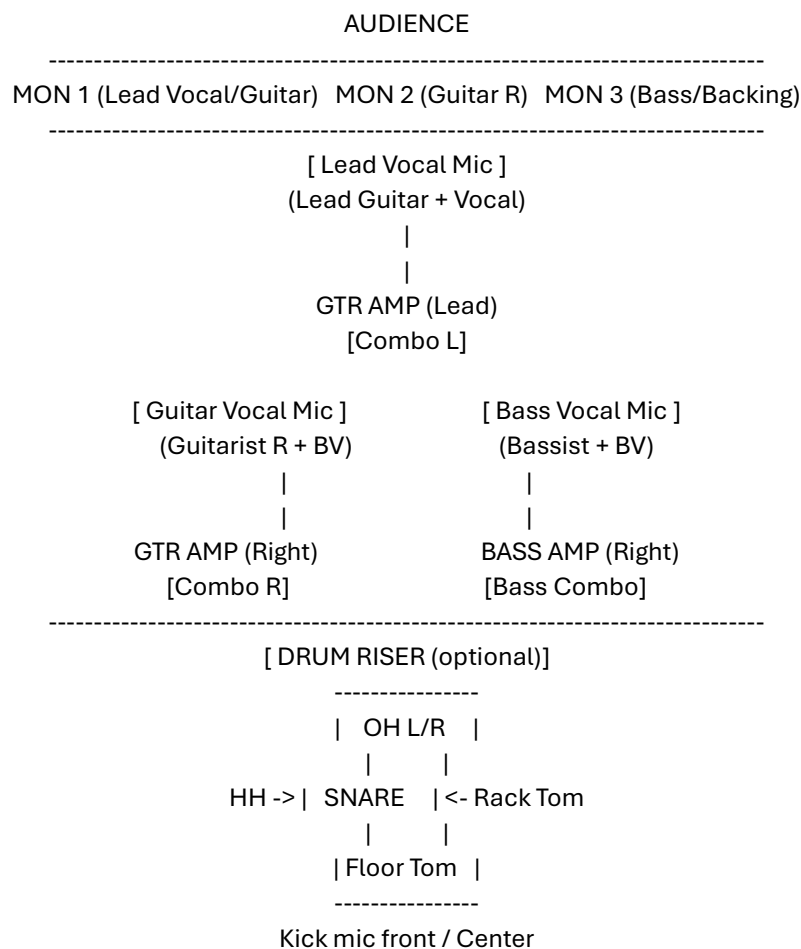 AUDIENCE
--------------------------------------------------------------------------------
MON 1 (Lead Vocal/Guitar)   MON 2 (Guitar R)   MON 3 (Bass/Backing)
--------------------------------------------------------------------------------
[ Lead Vocal Mic ]
(Lead Guitar + Vocal)
|
|
GTR AMP (Lead)
[Combo L]
[ Guitar Vocal Mic ]   [ Bass Vocal Mic ]
(Guitarist R + BV)   (Bassist + BV)
|   |
|   |
GTR AMP (Right)   BASS AMP (Right)
[Combo R]   [Bass Combo]
--------------------------------------------------------------------------------
[ DRUM RISER (optional)]
----------------
|   OH L/R   |
|   |
HH -> |   SNARE   | <- Rack Tom
|   |
| Floor Tom   |
----------------
Kick mic front / Center